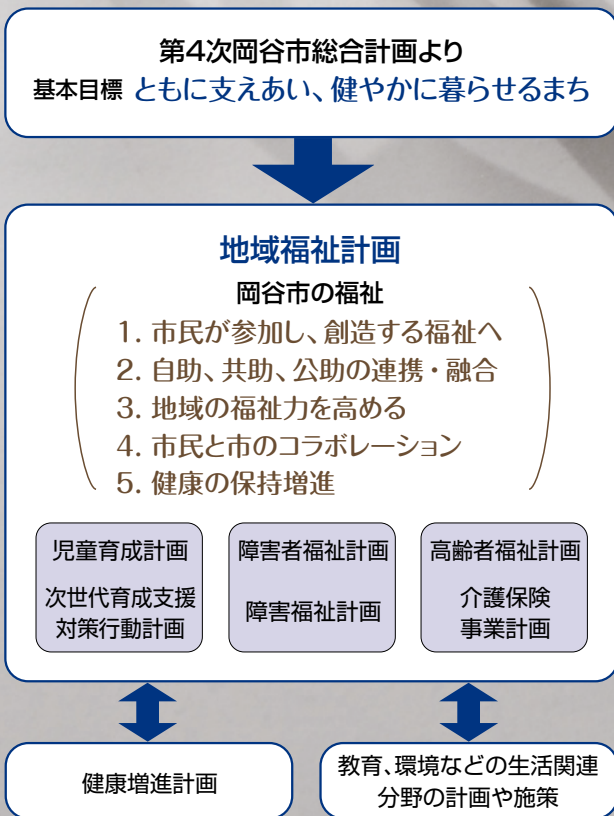 第4次岡谷市総合計画より
基本目標 ともに支えあい、健やかに暮らせるまち
地域福祉計画
岡谷市の福祉
1. 市民が参加し、創造する福祉へ
2. 自助、共助、公助の連携・融合
3. 地域の福祉力を高める
4. 市民と市のコラボレーション
5. 健康の保持増進
児童育成計画
次世代育成支援
対策行動計画
障害者福祉計画
障害福祉計画
高齢者福祉計画
介護保険
事業計画
健康増進計画
教育、環境などの生活関連
分野の計画や施策